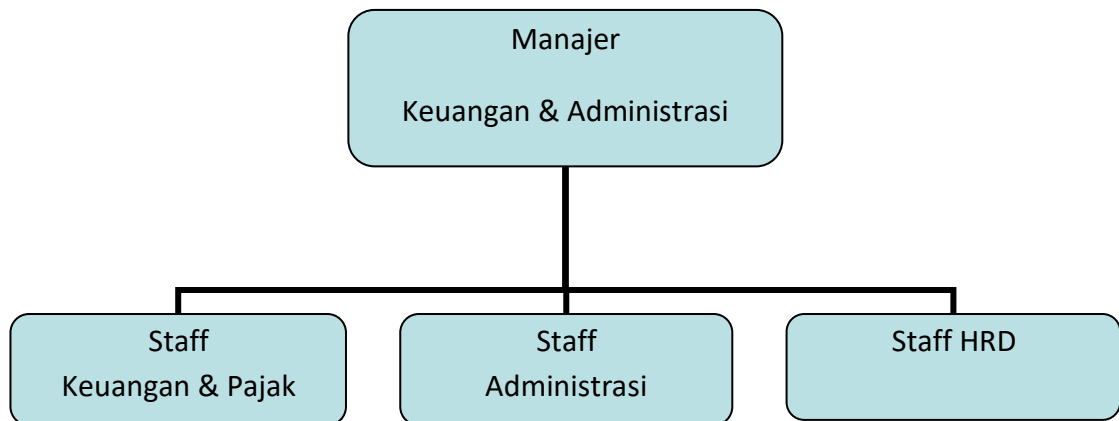 Manajer
Keuangan & Administrasi
Staff
Keuangan & Pajak
Staff
Administrasi
Staff HRD